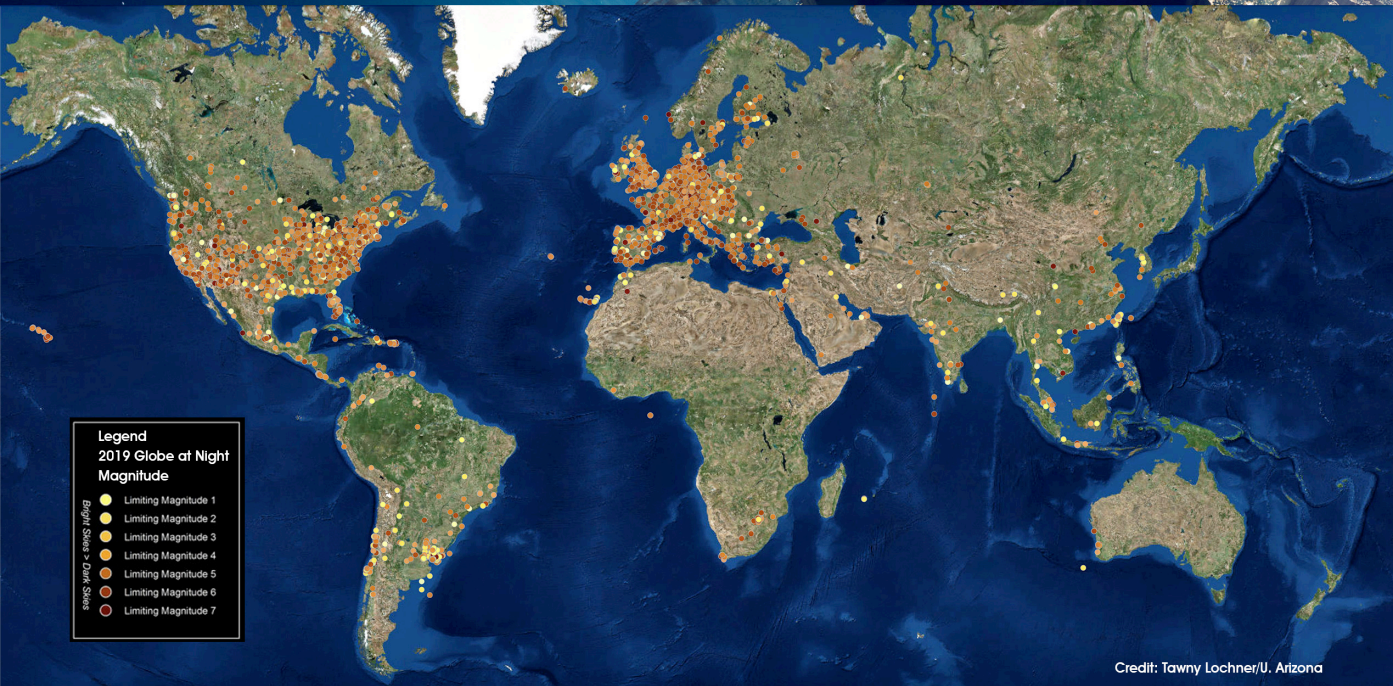 Legend
2019 Globe at Night
Magnitude
Bright Skies > Dark Skies
Limiting Magnitude 1
Limiting Magnitude 2
Limiting Magnitude 3
Limiting Magnitude 4
Limiting Magnitude 5
Limiting Magnitude 6
Limiting Magnitude 7
Credit: Tawny Lochner/U. Arizona